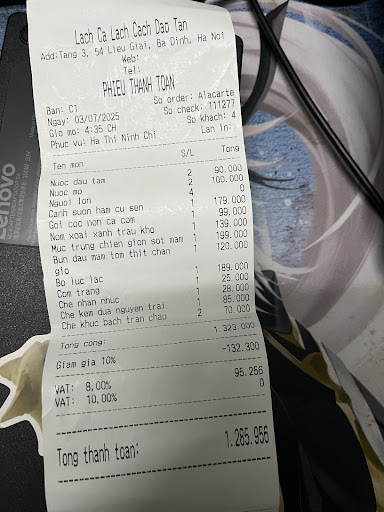 Lach Ca Lach Cach Dao Tan
Add:Tang 3, 54 Lieu Giai, Ba Dinh, Ha Noi
Web:
Tel:
PHIEU THANH TOAN
Ban: C1 So order: Alacarte
Ngay: 03/07/2025 So check: 111277
Gio mo: 4:35 CH So khach: 4
Phuc vu: Ha Thi Ninh Chi Lan in:
Ten mon S/L Tong
Nuoc dau tam 2 90.000
Nuoc mo 2 100.000
Nguoi lon 4 0
Canh suon ham cu sen 1 179.000
Goi coc non ca com 1 99.000
Nom xoai xanh trau kho 1 139.000
Muc trung chien gion sot mam 1 199.000
Bun dau mam tom thit chan 1 120.000
gio
Bo luc lac 1 189.000
Com trang 1 25.000
Che nhan nhuc 1 28.000
Che kem dua nguyen trai 1 85.000
Che khuc bach tran chau 2 70.000
Tong cong: 1.323.000
Giam gia 10% -132.300
VAT: 8,00% 95.256
VAT: 10,00% 0
Tong thanh toan: 1.285.956
Lenovo